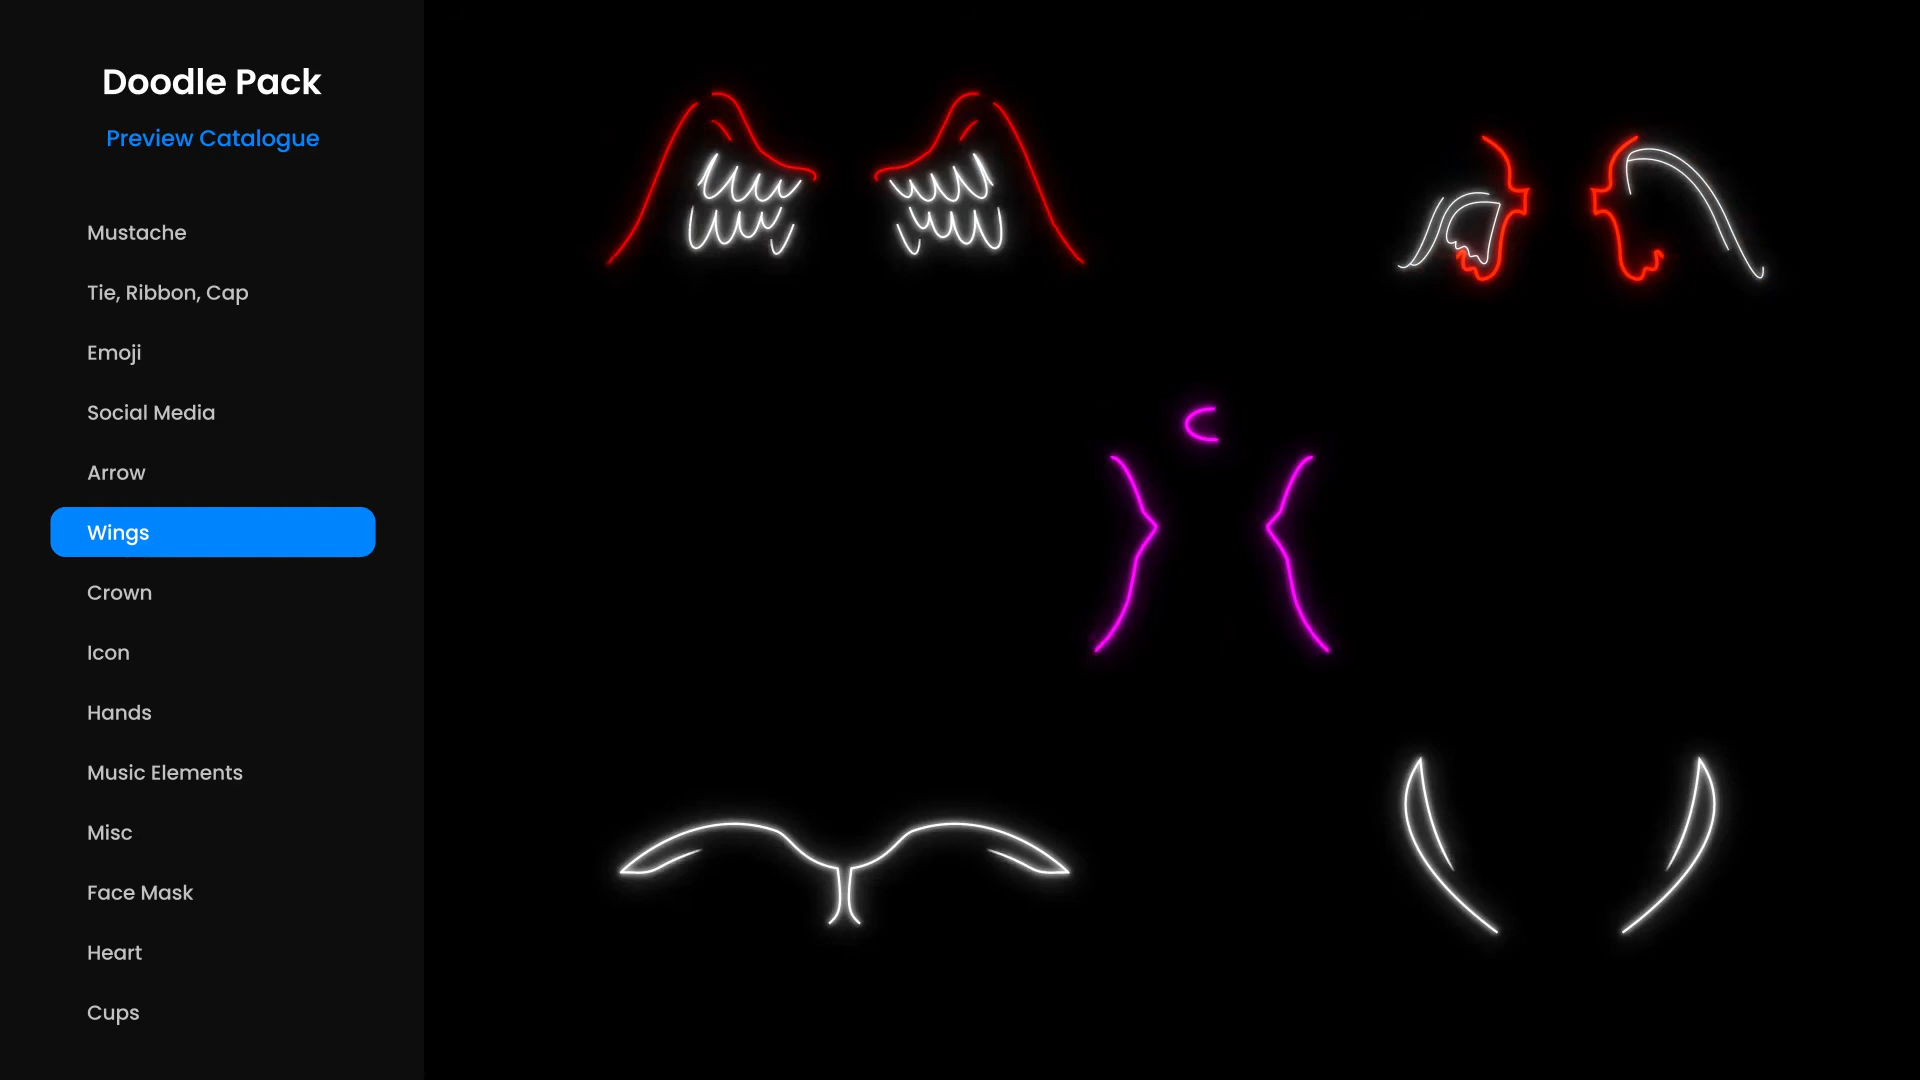 Doodle Pack
Preview Catalogue
Mustache
Tie, Ribbon, Cap
Emoji
Social Media
Arrow
Wings
Crown
Icon
Hands
Music Elements
Misc
Face Mask
Heart
Cups